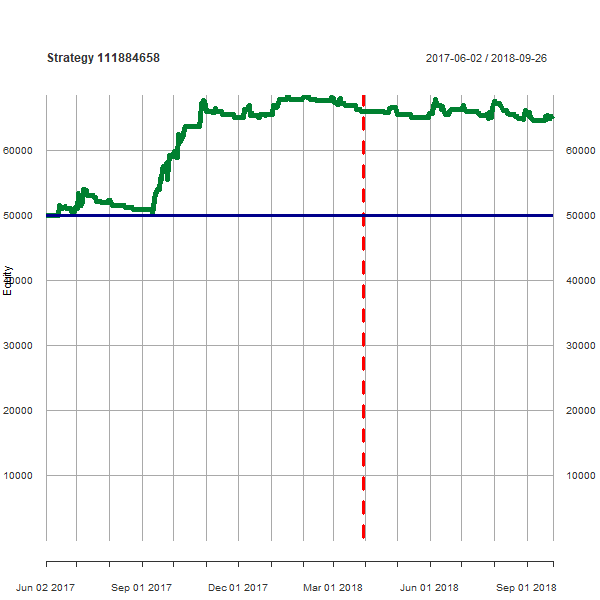 Strategy 111884658
2017-06-02 / 2018-09-26
60000
60000
50000
50000
Equity
40000
40000
30000
30000
20000
20000
10000
10000
Jun 02 2017
Sep 01 2017
Dec 01 2017
Mar 01 2018
Jun 01 2018
Sep 01 2018